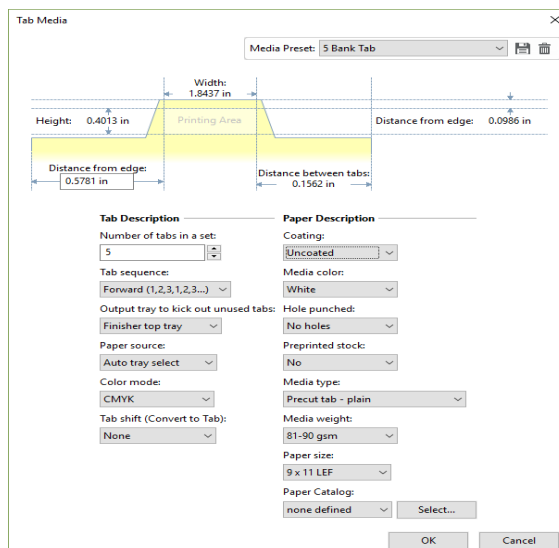 Tab Media
Media Preset: 5 Bank Tab
Width:
1.8437 in
Height: 0.4013 in
Printing Area
Distance from edge: 0.0986 in
Distance from edge:
0.5781 in
Distance between tabs:
0.1562 in
Tab Description
Number of tabs in a set:
5
Tab sequence:
Forward (1,2,3,1,2,3...)
Output tray to kick out unused tabs:
Finisher top tray
Paper source:
Auto tray select
Color mode:
CMYK
Tab shift (Convert to Tab):
None
Paper Description
Coating:
Uncoated
Media color:
White
Hole punched:
No holes
Preprinted stock:
No
Media type:
Precut tab - plain
Media weight:
81-90 gsm
Paper size:
9 x 11 LEF
Paper Catalog:
none defined
Select...
OK
Cancel